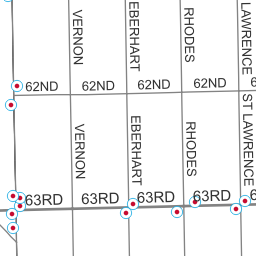 VERNON
EBERHART
RHODES
LAWRENCE
62ND 62ND 62ND 62ND
VERNON
EBERHART
RHODES
ST LAWRENCE
63RD 63RD 63RD 63RD